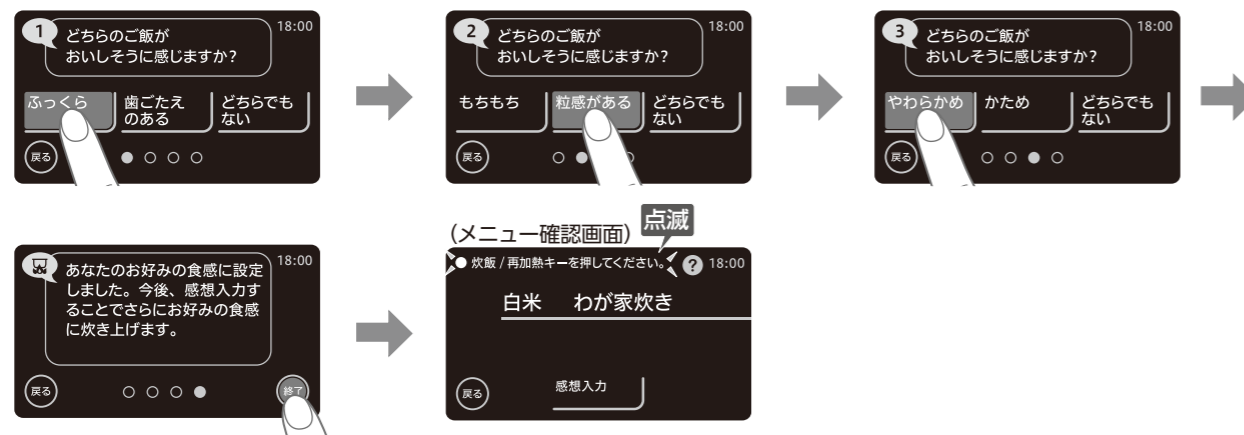 1
18:00
どちらのご飯が
おいしそうに感じますか?
ふっくら
歯ごたえ
のある
どちらでも
ない
戻る
2
18:00
どちらのご飯が
おいしそうに感じますか?
もちもち
粒感がある
どちらでも
ない
戻る
3
18:00
どちらのご飯が
おいしそうに感じますか?
やわらかめ
かため
どちらでも
ない
戻る
18:00
あなたのお好みの食感に設定
しました。今後、感想入力す
ることでさらにお好みの食感
に炊き上げます。
戻る
終了
(メニュー確認画面)
点滅
炊飯 / 再加熱キーを押してください。
? 18:00
白米 わが家炊き
戻る
感想入力